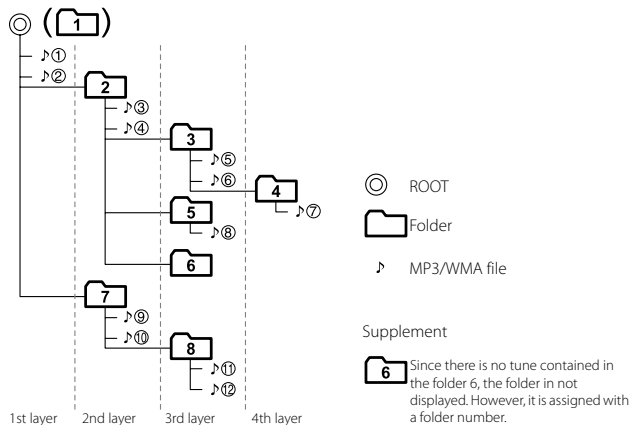 ( 1 )
♪①
♪②
2
♪③
♪④
3
♪⑤
♪⑥
4
♪⑦
5
♪⑧
6
7
♪⑨
♪⑩
8
♪⑪
♪⑫
1st layer 2nd layer 3rd layer 4th layer
ROOT
Folder
♪ MP3/WMA file
Supplement
6 Since there is no tune contained in
the folder 6, the folder in not
displayed. However, it is assigned with
a folder number.